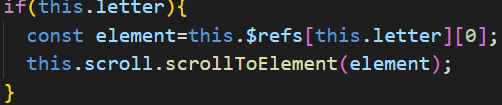 if(this.letter){
const element=this.$refs[this.letter][0];
this.scroll.scrollToElement(element);
}